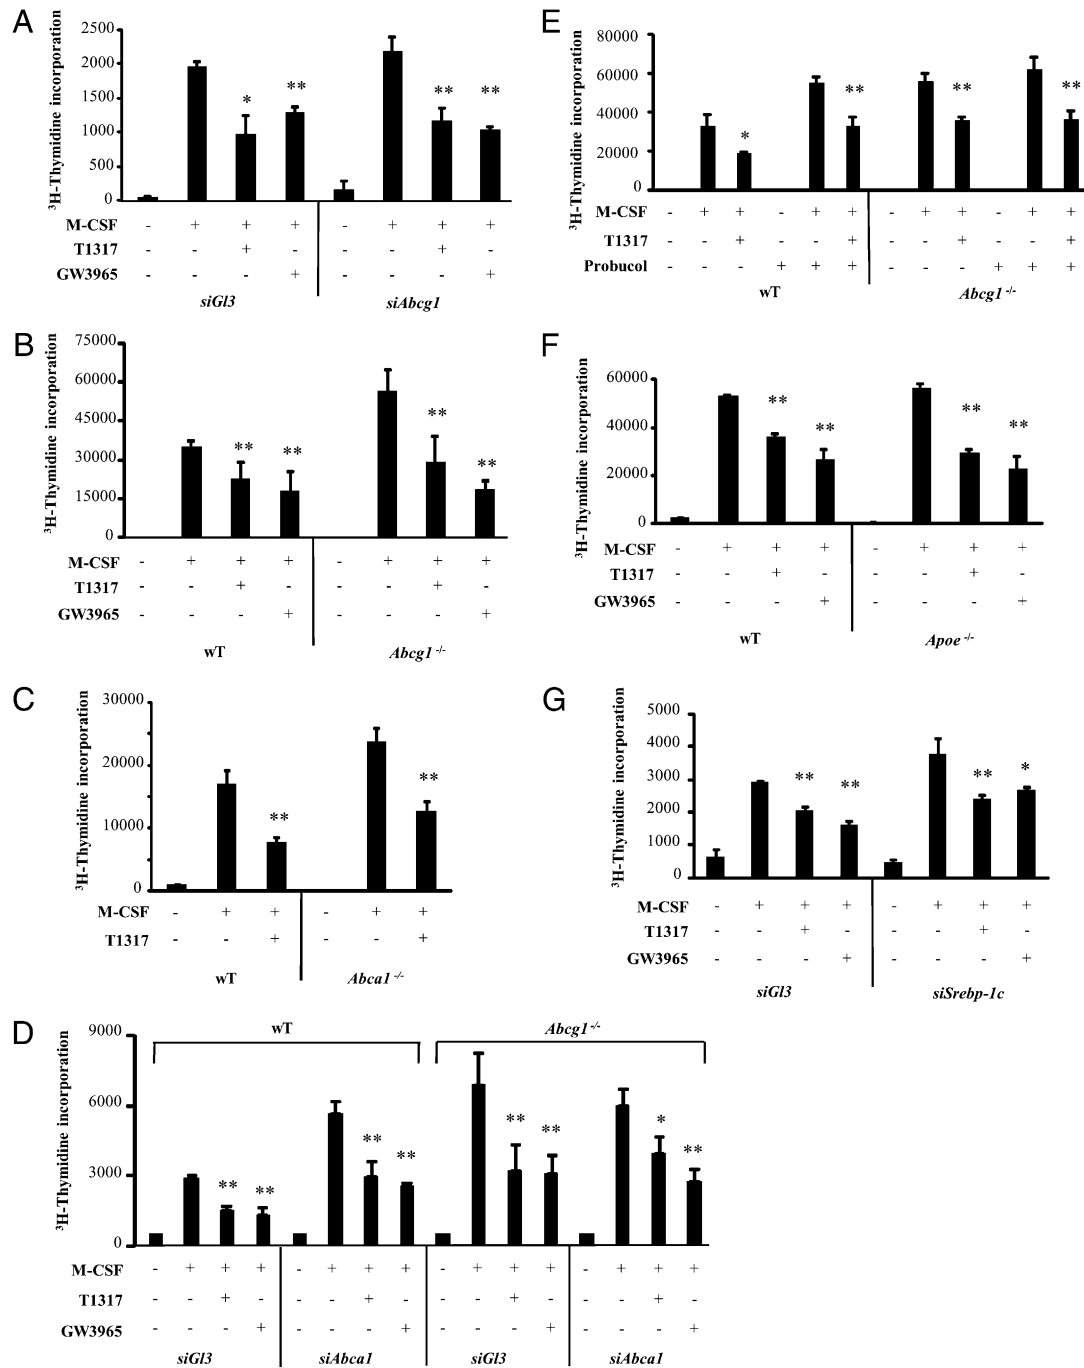 A
³H-Thymidine incorporation
2500
2000
1500
1000
500
0
* ** ** **
M-CSF - + + + - + + +
T1317 - - + - - - + -
GW3965 - - - + - - - +
siGl3 siAbcg1
B
³H-Thymidine incorporation
75000
60000
45000
30000
15000
0
** ** ** **
M-CSF - + + + - + + +
T1317 - - + - - - + -
GW3965 - - - + - - - +
wT Abcg1 -/-
C
³H-Thymidine incorporation
30000
20000
10000
0
** **
M-CSF - + + - + +
T1317 - - + - - +
wT Abca1 -/-
D
³H-Thymidine incorporation
9000
6000
3000
0
wT Abcg1 -/-
** ** ** ** ** ** * **
M-CSF - + + + - + + + - + + + - + + +
T1317 - - + - - - + - - - + - - - + -
GW3965 - - - + - - - + - - - + - - - +
siGl3 siAbca1 siGl3 siAbca1
E
³H-Thymidine incorporation
80000
60000
40000
20000
0
* ** ** **
M-CSF - + + - + + - + + - + +
T1317 - - + - - + - - + - - +
Probucol - - - + + + - - - + + +
wT Abcg1 -/-
F
³H-Thymidine incorporation
60000
40000
20000
0
** ** ** **
M-CSF - + + + - + + +
T1317 - - + - - - + -
GW3965 - - - + - - - +
wT Apoe -/-
G
³H-Thymidine incorporation
5000
4000
3000
2000
1000
0
** ** ** *
M-CSF - + + + - + + +
T1317 - - + - - - + -
GW3965 - - - + - - - +
siGl3 siSrebp-1c